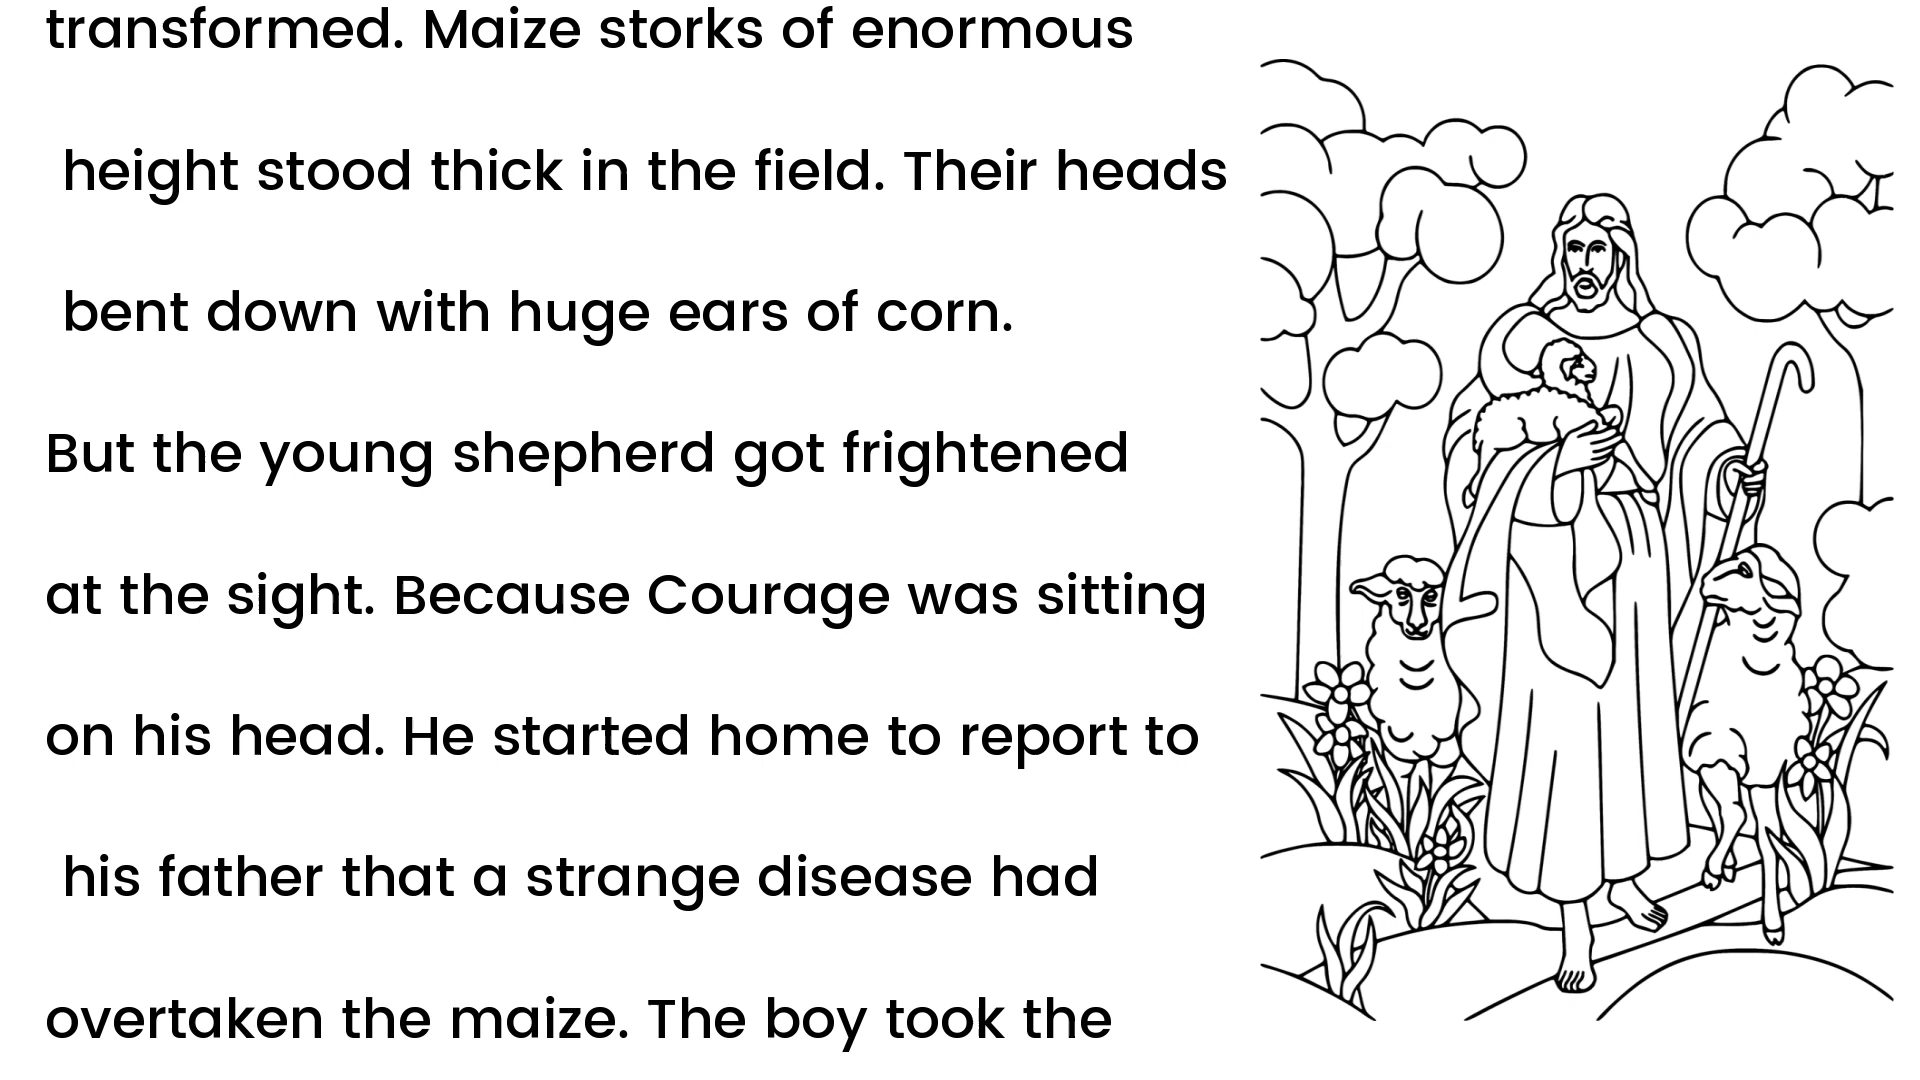 transformed. Maize storks of enormous
height stood thick in the field. Their heads
bent down with huge ears of corn.
But the young shepherd got frightened
at the sight. Because Courage was sitting
on his head. He started home to report to
his father that a strange disease had
overtaken the maize. The boy took the